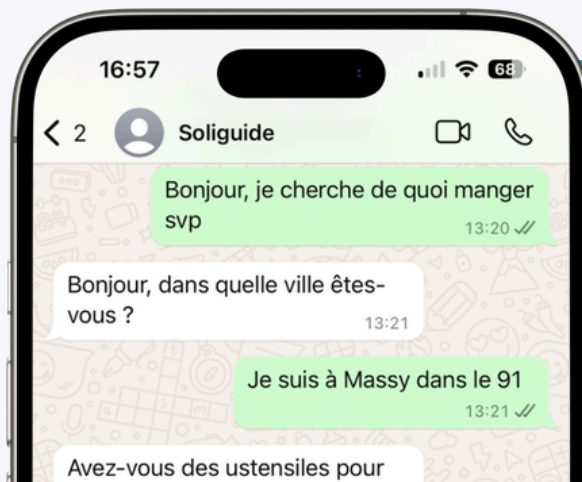 16:57
68
2
Soliguide
Bonjour, je cherche de quoi manger
svp
13:20
Bonjour, dans quelle ville êtes-
vous ?
13:21
Je suis à Massy dans le 91
13:21
Avez-vous des ustensiles pour